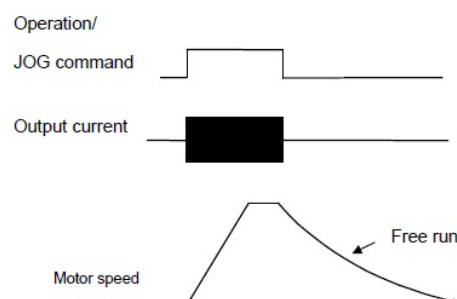 Operation/
JOG command
Output current
Free run
Motor speed